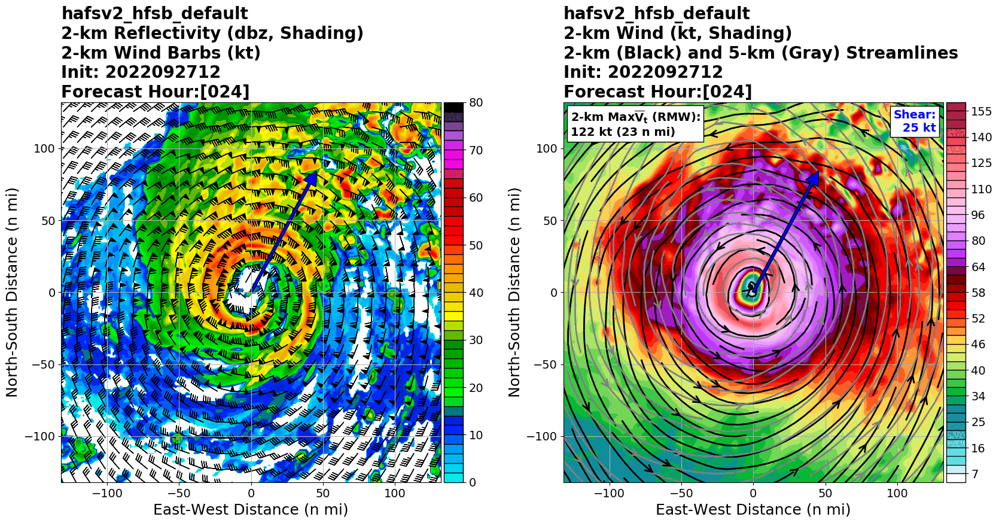 hafsv2_hfsb_default
2-km Reflectivity (dbz, Shading)
2-km Wind Barbs (kt)
Init: 2022092712
Forecast Hour:[024]
80
70
60
50
40
30
20
10
0
100
50
0
−50
−100
−100
−50
0
50
100
North-South Distance (n mi)
East-West Distance (n mi)
hafsv2_hfsb_default
2-km Wind (kt, Shading)
2-km (Black) and 5-km (Gray) Streamlines
Init: 2022092712
Forecast Hour:[024]
2-km Max V̅t (RMW):
122 kt (23 n mi)
Shear:
25 kt
155
140
125
110
96
80
64
58
52
46
40
34
25
16
7
100
50
0
−50
−100
−100
−50
0
50
100
North-South Distance (n mi)
East-West Distance (n mi)